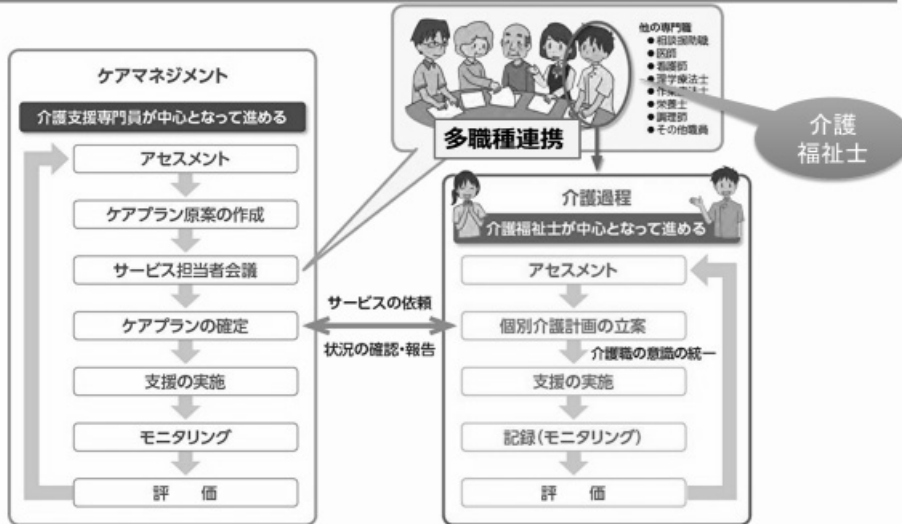 他の専門職
●相談援助職
●医師
●看護師
●理学療法士
●作業療法士
●栄養士
●調理師
●その他職員
介護
福祉士
多職種連携
ケアマネジメント
介護支援専門員が中心となって進める
アセスメント
ケアプラン原案の作成
サービス担当者会議
ケアプランの確定
支援の実施
モニタリング
評 価
サービスの依頼
状況の確認・報告
介護過程
介護福祉士が中心となって進める
アセスメント
個別介護計画の立案
介護職の意識の統一
支援の実施
記録(モニタリング)
評 価